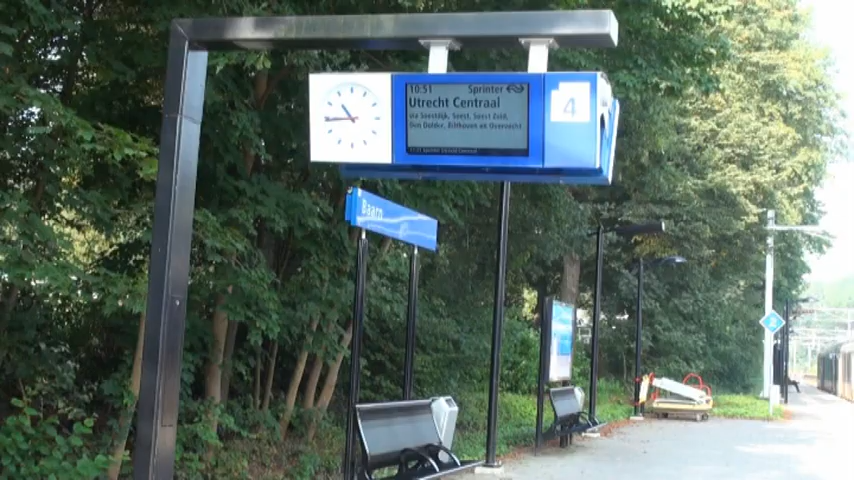 10:51 Sprinter
Utrecht Centraal
via Soestdijk, Soest, Soest Zuid,
Den Dolder, Bilthoven en Overvecht
4
Baarn